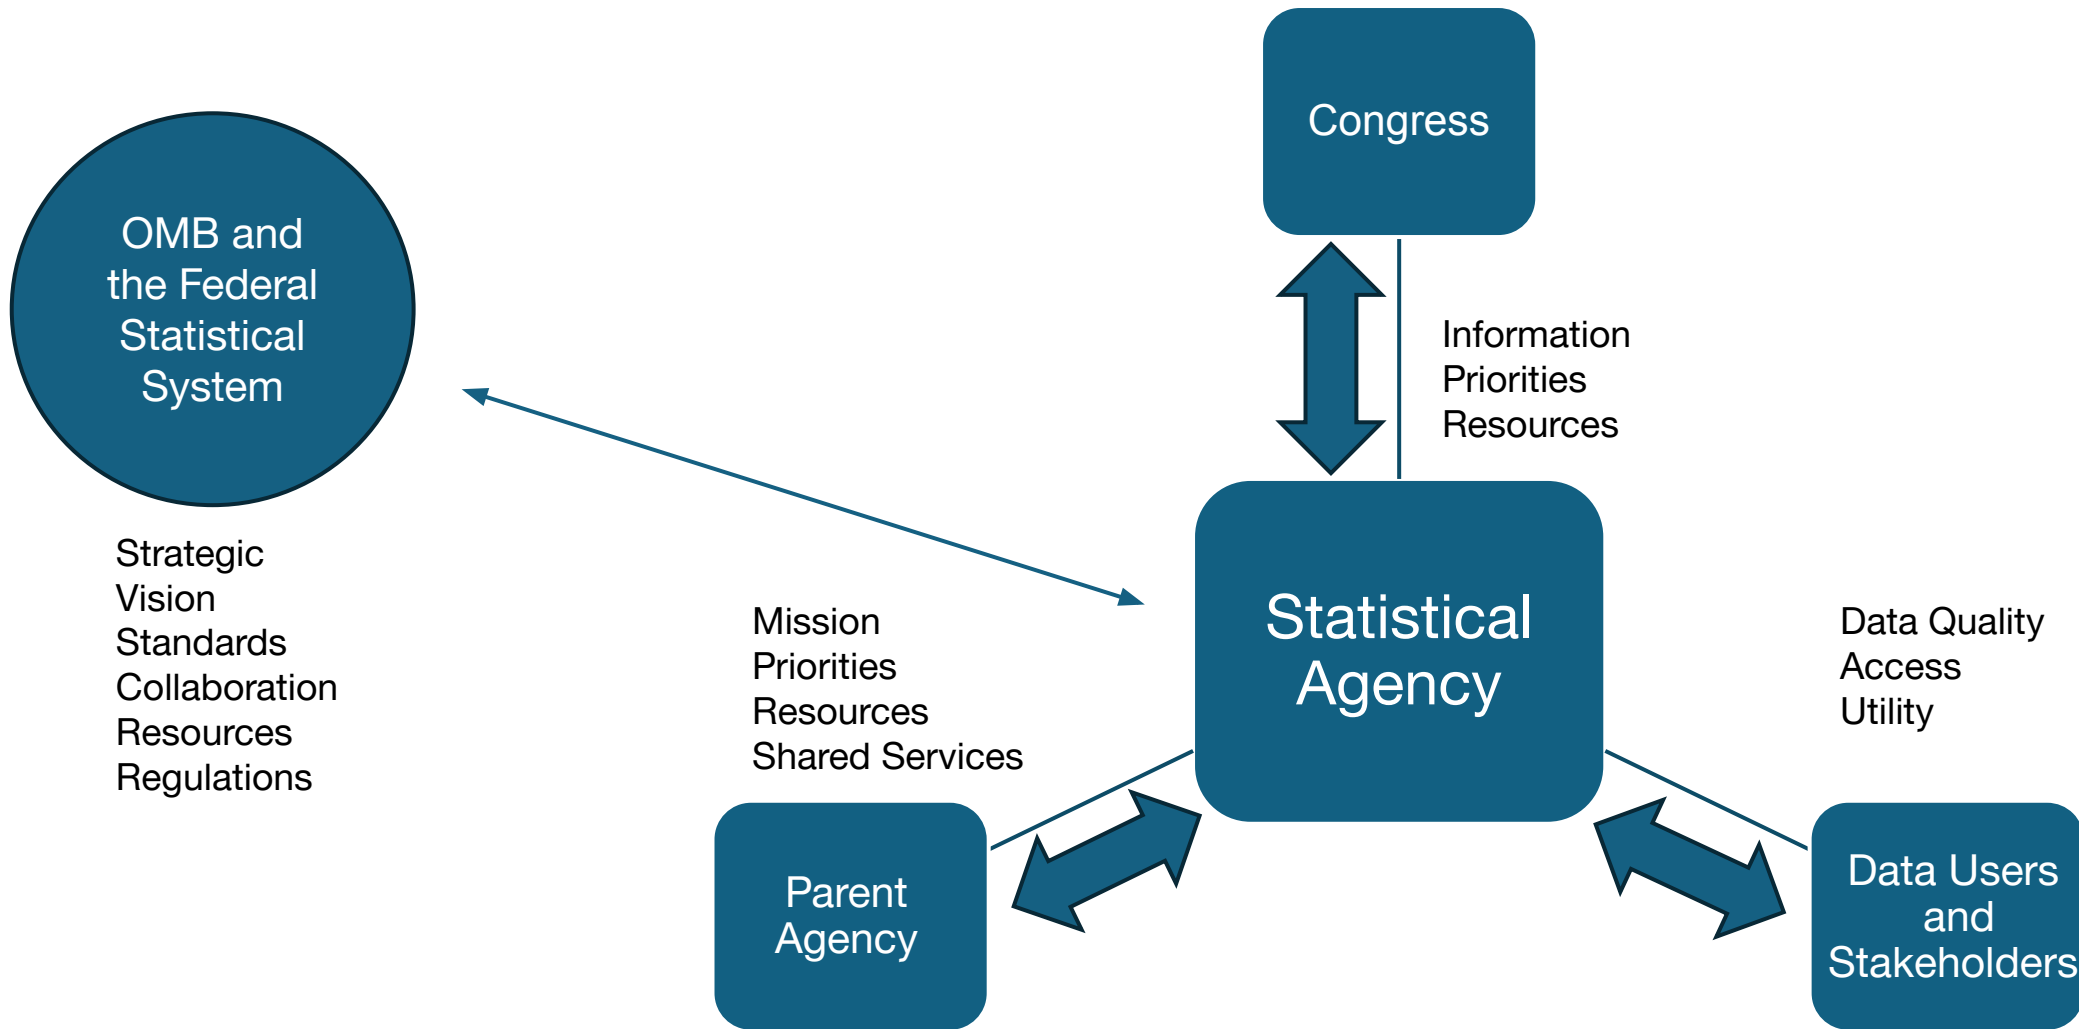 Congress
OMB and
the Federal
Statistical
System
Information
Priorities
Resources
Strategic
Vision
Standards
Collaboration
Resources
Regulations
Mission
Priorities
Resources
Shared Services
Statistical
Agency
Data Quality
Access
Utility
Parent
Agency
Data Users
and
Stakeholders